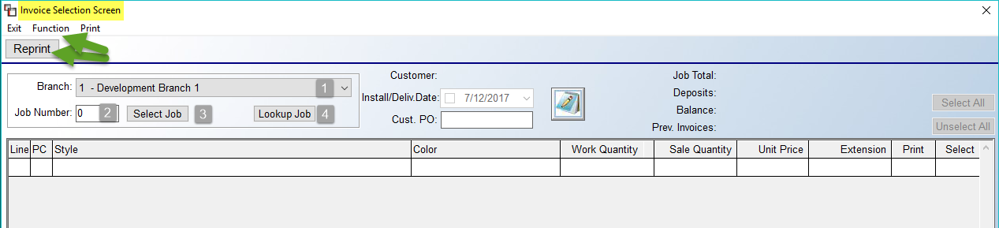 Invoice Selection Screen
Exit Function Print
Reprint
Branch: 1 - Development Branch 1 1
Job Number: 0 2 Select Job 3 Lookup Job 4
Customer:
Install/Deliv.Date: 7/12/2017
Cust. PO:
Job Total:
Deposits:
Balance:
Prev. Invoices:
Select All
Unselect All
Line PC Style Color Work Quantity Sale Quantity Unit Price Extension Print Select